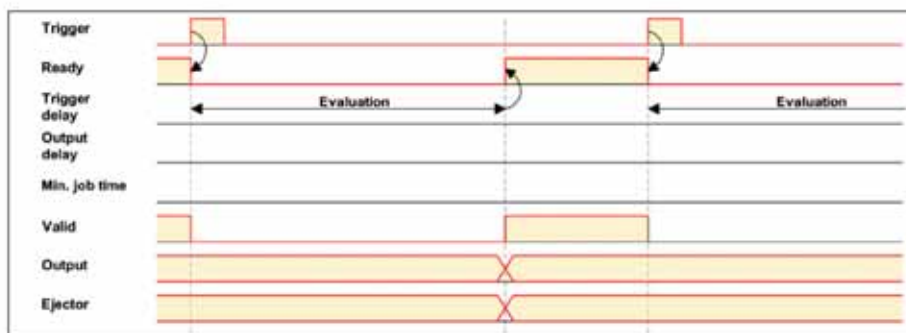 Trigger
Ready
Trigger
delay
Evaluation
Evaluation
Output
delay
Min. job time
Valid
Output
Ejector